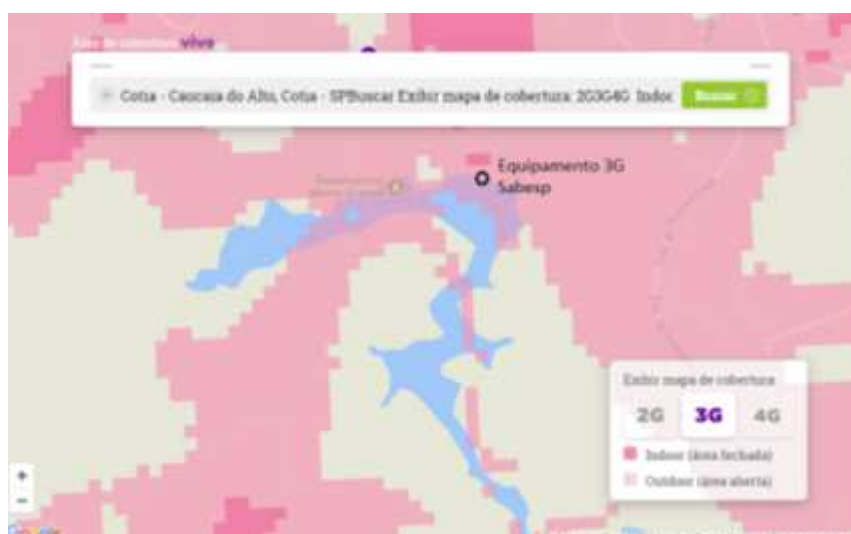 vivo
Cotia - Caucaia do Alto, Cotia - SPBuscar Exibir mapa de cobertura: 2G3G4G Indoc
Buscar
Equipamento 3G
Sabesp
Exibir mapa de cobertura
2G 3G 4G
Indoor (área fechada)
Outdoor (área aberta)
+
−